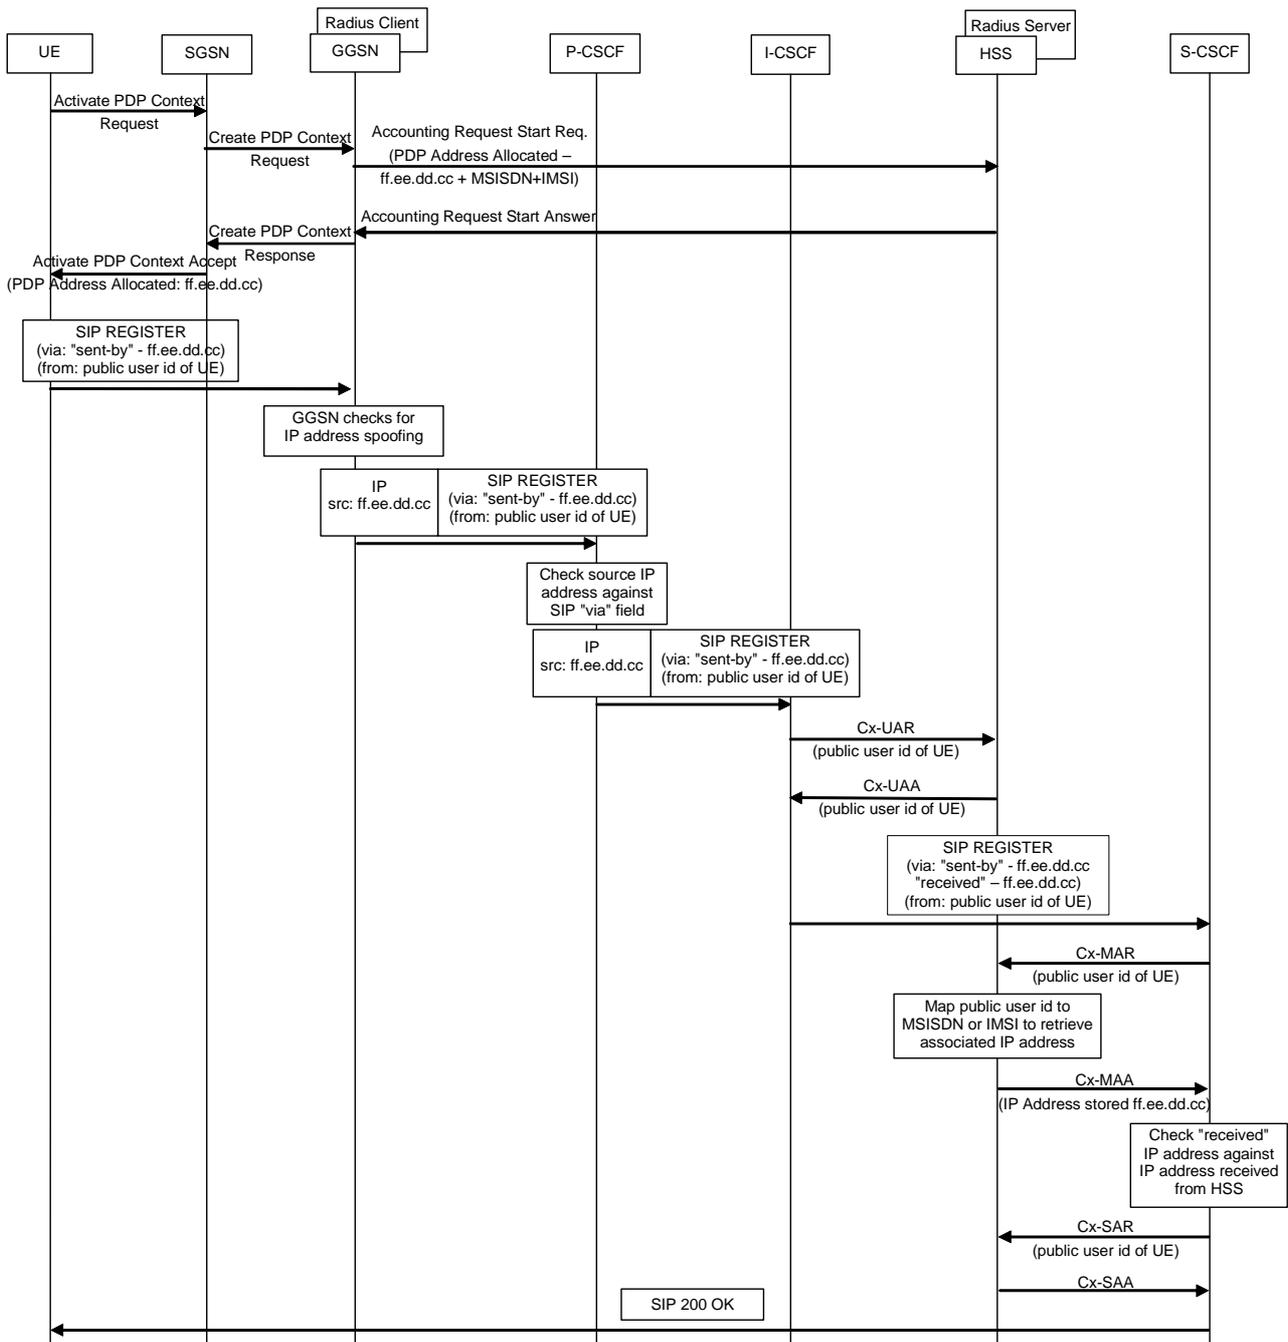 Radius Client
Radius Server
UE
SGSN
GGSN
P-CSCF
I-CSCF
HSS
S-CSCF
Activate PDP Context
Request
Create PDP Context
Request
Accounting Request Start Req.
(PDP Address Allocated –
ff.ee.dd.cc + MSISDN+IMSI)
Accounting Request Start Answer
Create PDP Context
Response
Activate PDP Context Accept
(PDP Address Allocated: ff.ee.dd.cc)
SIP REGISTER
(via: "sent-by" - ff.ee.dd.cc)
(from: public user id of UE)
GGSN checks for
IP address spoofing
IP
src: ff.ee.dd.cc
SIP REGISTER
(via: "sent-by" - ff.ee.dd.cc)
(from: public user id of UE)
Check source IP
address against
SIP "via" field
IP
src: ff.ee.dd.cc
SIP REGISTER
(via: "sent-by" - ff.ee.dd.cc)
(from: public user id of UE)
Cx-UAR
(public user id of UE)
Cx-UAA
(public user id of UE)
SIP REGISTER
(via: "sent-by" - ff.ee.dd.cc
"received" – ff.ee.dd.cc)
(from: public user id of UE)
Cx-MAR
(public user id of UE)
Map public user id to
MSISDN or IMSI to retrieve
associated IP address
Cx-MAA
(IP Address stored ff.ee.dd.cc)
Check "received"
IP address against
IP address received
from HSS
Cx-SAR
(public user id of UE)
Cx-SAA
SIP 200 OK